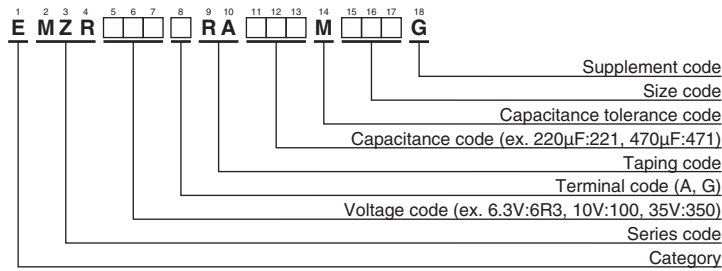 1 2 3 4 5 6 7 8 9 10 11 12 13 14 15 16 17 18
E M Z R R A M G
Supplement code
Size code
Capacitance tolerance code
Capacitance code (ex. 220µF:221, 470µF:471)
Taping code
Terminal code (A, G)
Voltage code (ex. 6.3V:6R3, 10V:100, 35V:350)
Series code
Category